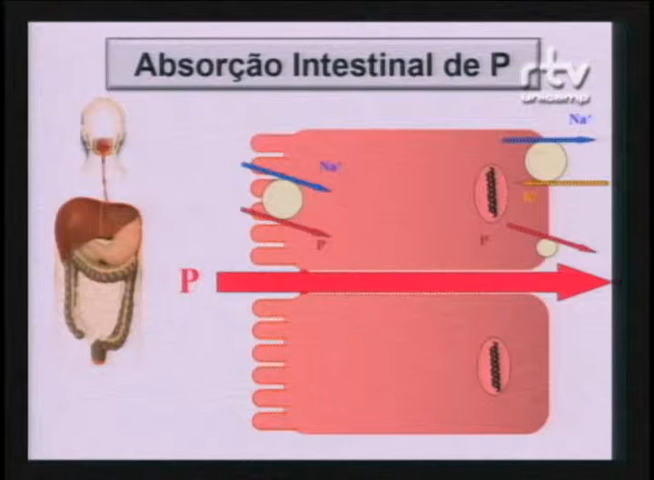 Absorção Intestinal de P
rtv
unicamp
Na⁺
Na⁺
K⁺
P
P
P